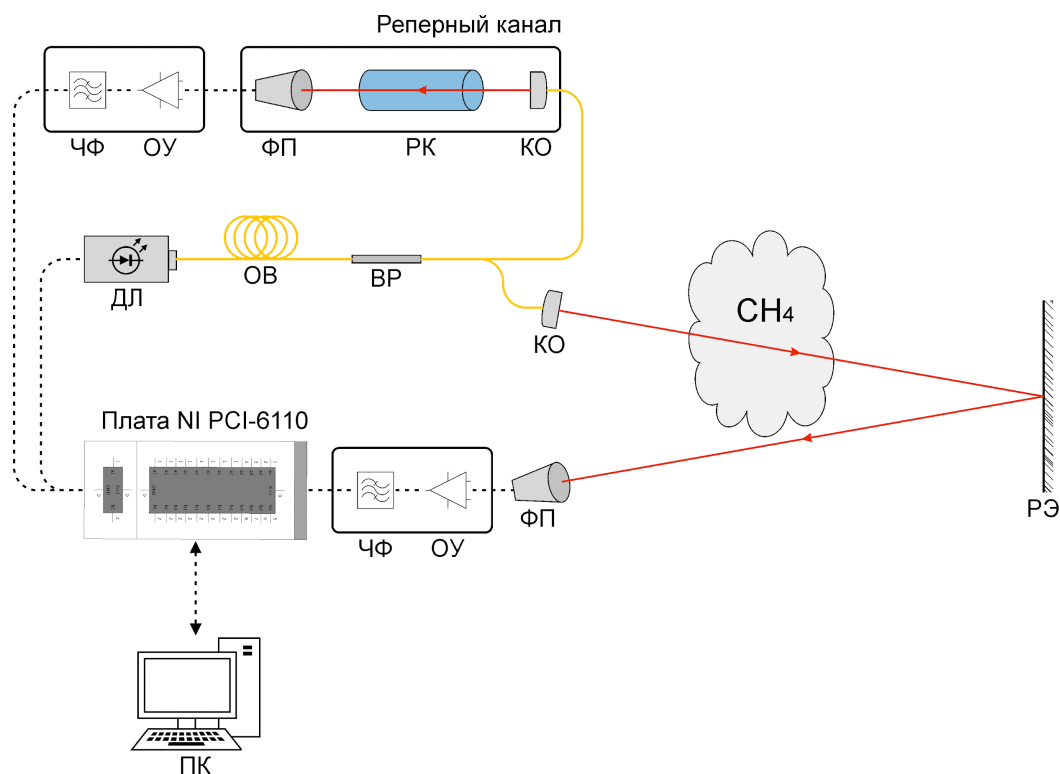 Реперный канал
ЧФ
ОУ
ФП
РК
КО
ДЛ
ОВ
ВР
КО
CH₄
Плата NI PCI-6110
ЧФ
ОУ
ФП
РЭ
ПК